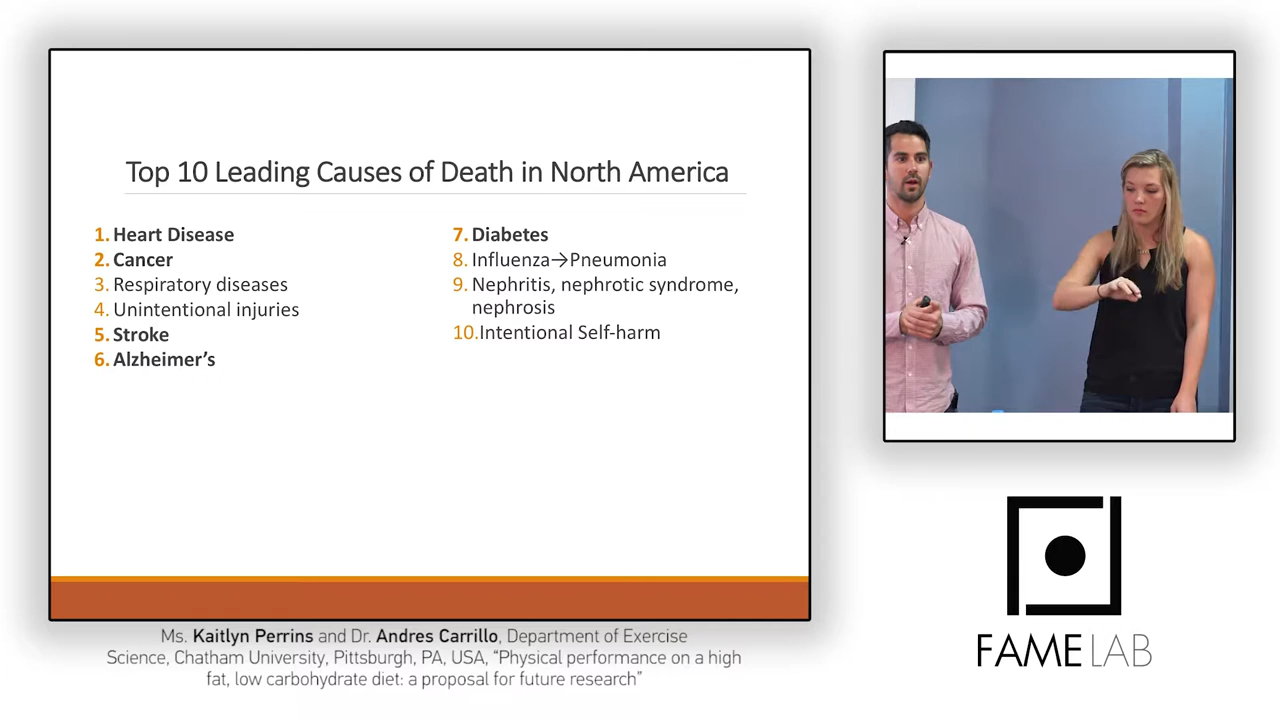 Top 10 Leading Causes of Death in North America
1. Heart Disease
2. Cancer
3. Respiratory diseases
4. Unintentional injuries
5. Stroke
6. Alzheimer’s
7. Diabetes
8. Influenza→Pneumonia
9. Nephritis, nephrotic syndrome,
nephrosis
10.Intentional Self-harm
Ms. Kaitlyn Perrins and Dr. Andres Carrillo, Department of Exercise
Science, Chatham University, Pittsburgh, PA, USA, “Physical performance on a high
fat, low carbohydrate diet: a proposal for future research”
FAME LAB